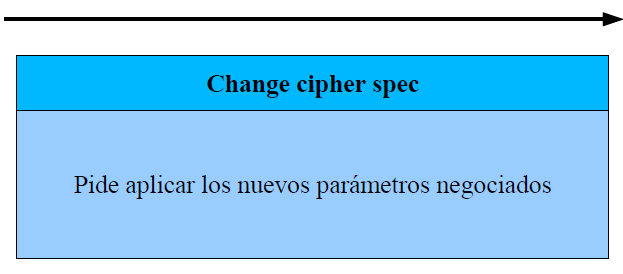 Change cipher spec
Pide aplicar los nuevos parámetros negociados